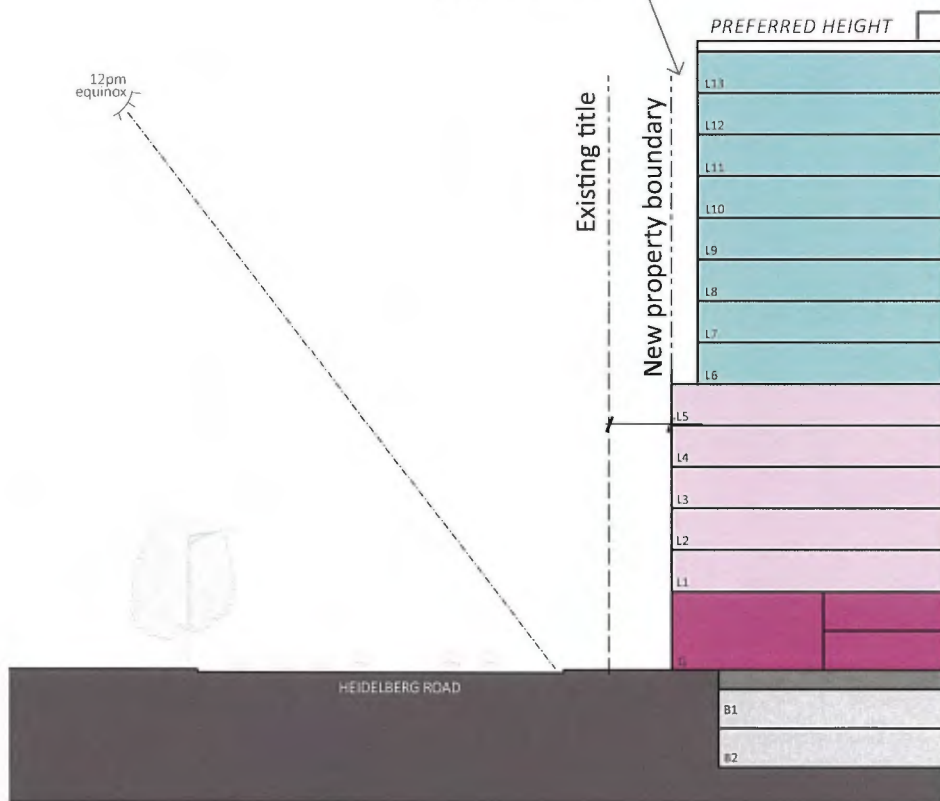 PREFERRED HEIGHT
12pm
equinox
Existing title
New property boundary
L13
L12
L11
L10
L9
L8
L7
L6
L5
L4
L3
L2
L1
G
HEIDELBERG ROAD
B1
B2